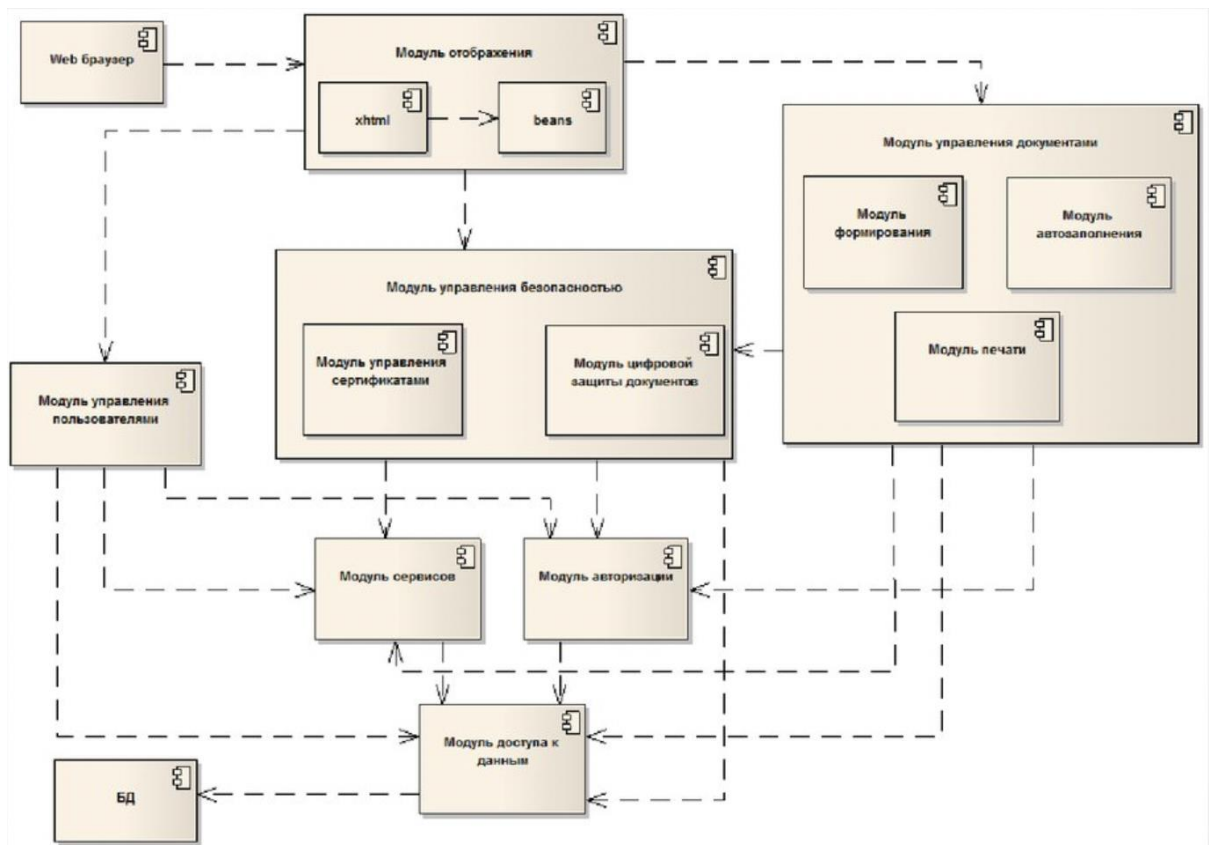 Web браузер
Модуль отображения
xhtml
beans
Модуль управления документами
Модуль
формирования
Модуль
автозаполнения
Модуль печати
Модуль управления безопасностью
Модуль управления
сертификатами
Модуль цифровой
защиты документов
Модуль управления
пользователями
Модуль сервисов
Модуль авторизации
Модуль доступа к
данным
БД